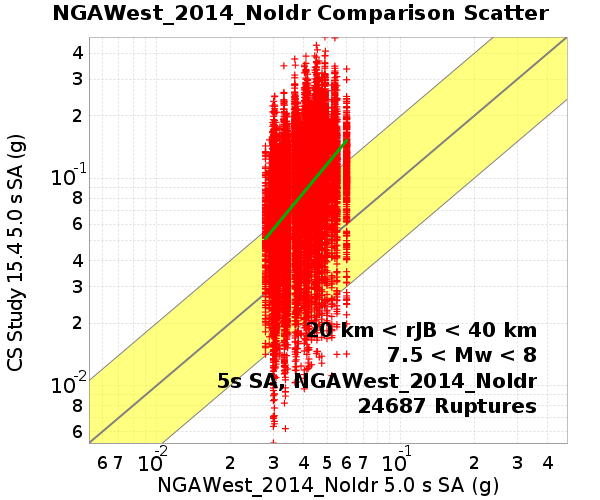 NGAWest_2014_NoIdr Comparison Scatter
CS Study 15.4 5.0 s SA (g)
4
3
2
10⁻¹
8
6
4
3
2
10⁻²
8
6
20 km < rJB < 40 km
7.5 < Mw < 8
5s SA, NGAWest_2014_NoIdr
24687 Ruptures
6 7 10⁻² 2 3 4 5 6 7 10⁻¹ 2 3 4
NGAWest_2014_NoIdr 5.0 s SA (g)